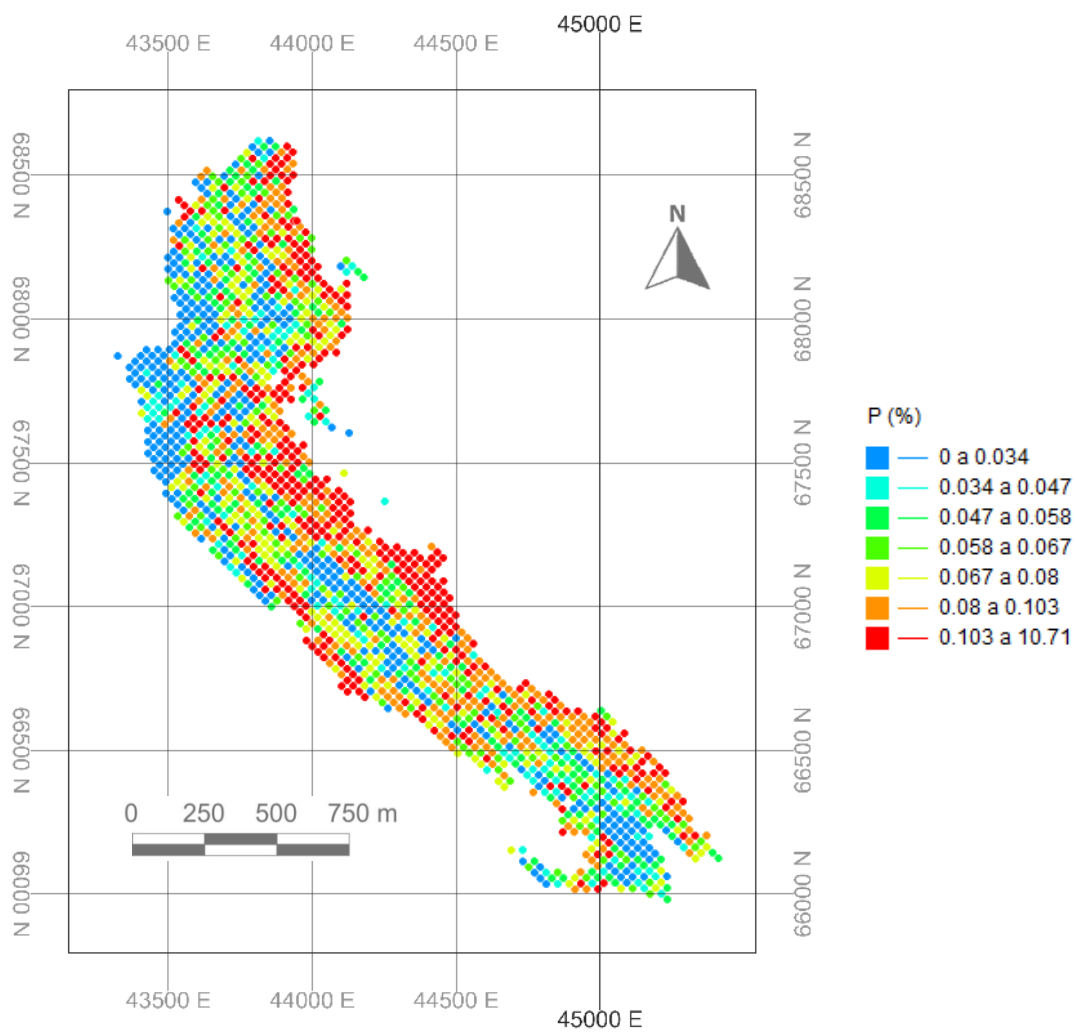 45000 E
43500 E 44000 E 44500 E
68500 N 68500 N
N
68000 N 68000 N
P (%)
67500 N 67500 N
0 a 0.034
0.034 a 0.047
0.047 a 0.058
0.058 a 0.067
0.067 a 0.08
67000 N 67000 N
0.08 a 0.103
0.103 a 10.71
66500 N 66500 N
0 250 500 750 m
66000 N 66000 N
43500 E 44000 E 44500 E
45000 E